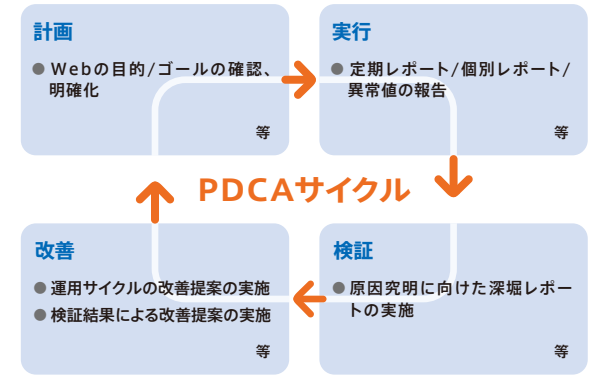 計画
● Webの目的/ゴールの確認、
明確化
等
実行
● 定期レポート/個別レポート/
異常値の報告
等
PDCAサイクル
改善
● 運用サイクルの改善提案の実施
● 検証結果による改善提案の実施
等
検証
● 原因究明に向けた深堀レポー
トの実施
等